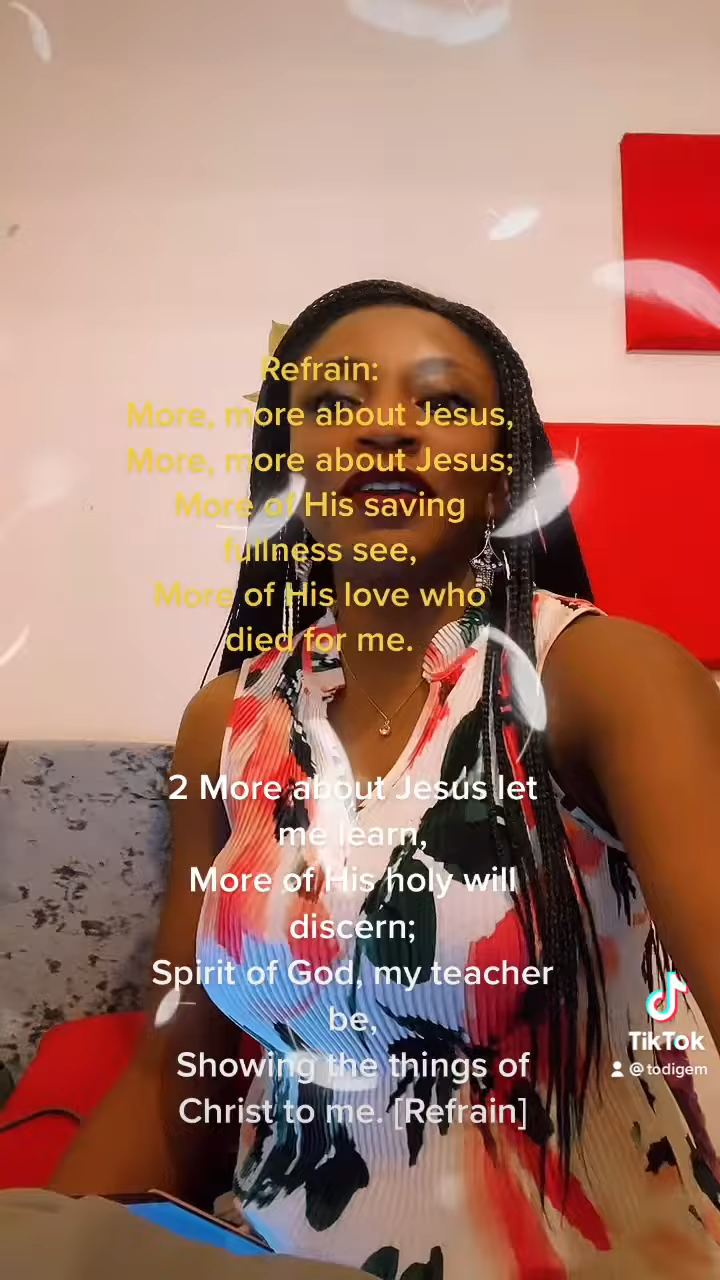 Refrain:
More, more about Jesus,
More, more about Jesus;
More of His saving
fullness see,
More of His love who
died for me.
2 More about Jesus let
me learn,
More of His holy will
discern;
Spirit of God, my teacher
be,
Showing the things of
Christ to me. [Refrain]
TikTok
@todigem